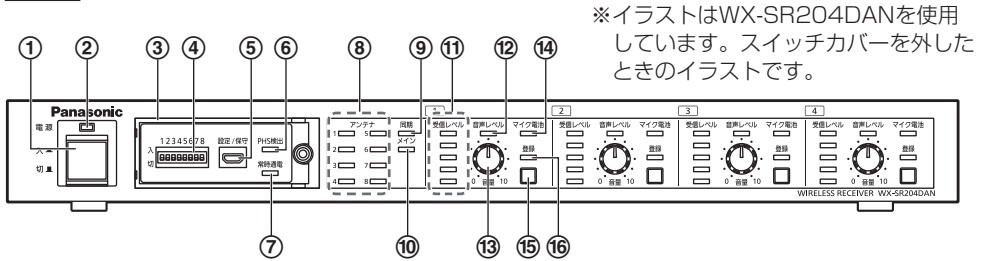 ※イラストはWX-SR204DANを使用
しています。スイッチカバーを外した
ときのイラストです。
① ② ③ ④ ⑤ ⑥ ⑧ ⑨ ⑪ ⑫ ⑭
Panasonic
電源
入
切
1 2 3 4 5 6 7 8
入
切
設定/保守
PHS検出
常時通電
アンテナ
1 5
2 6
3 7
4 8
同期
メイン
1
受信レベル 音声レベル マイク電池
登録
0 音量 10
2
受信レベル 音声レベル マイク電池
登録
0 音量 10
3
受信レベル 音声レベル マイク電池
登録
0 音量 10
4
受信レベル 音声レベル マイク電池
登録
0 音量 10
WIRELESS RECEIVER WX-SR204DAN
⑦ ⑩ ⑬ ⑮ ⑯